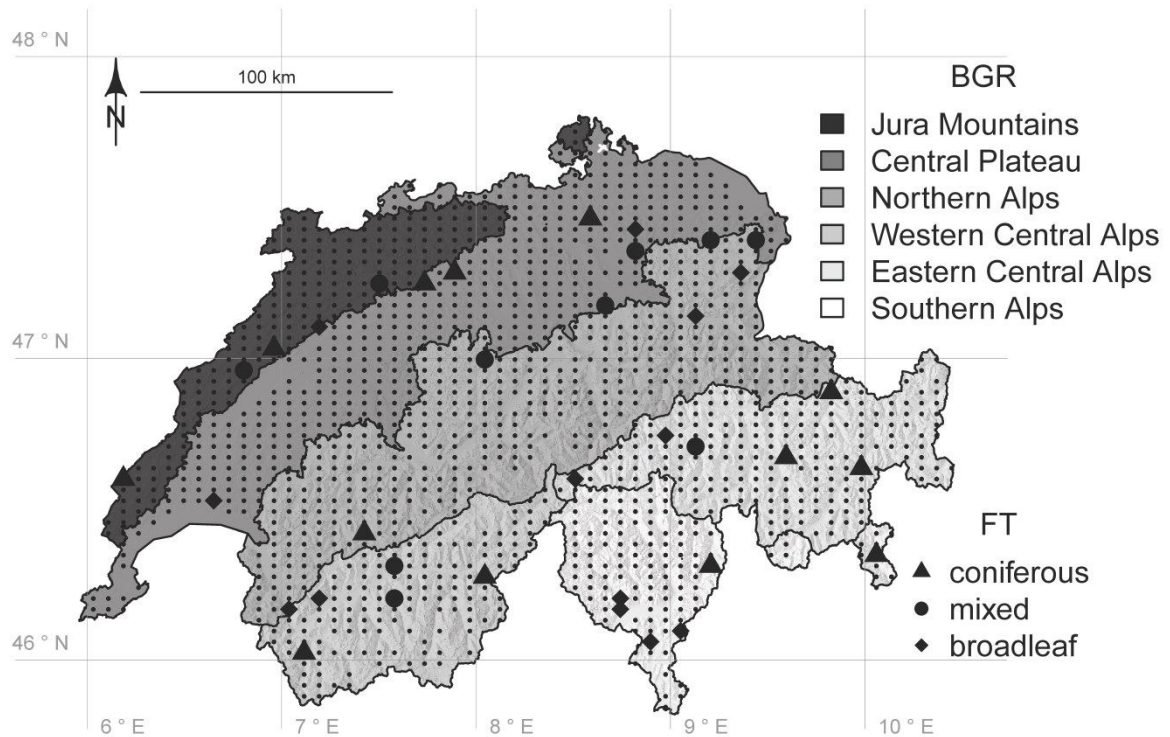 48 ° N
100 km
N
BGR
Jura Mountains
Central Plateau
Northern Alps
Western Central Alps
Eastern Central Alps
Southern Alps
47 ° N
FT
coniferous
mixed
broadleaf
46 ° N
6 ° E
7 ° E
8 ° E
9 ° E
10 ° E